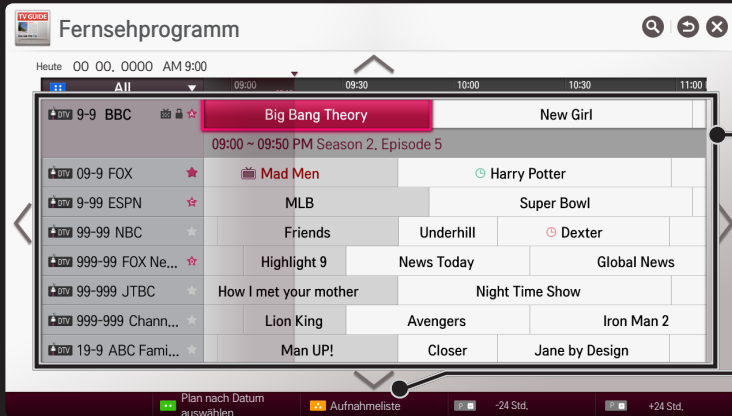 TV GUIDE
Fernsehprogramm
Heute 00 00. 0000 AM 9:00
All 09:00 09:30 10:00 10:30 11:00
DTV 9-9 BBC Big Bang Theory New Girl
09:00 ~ 09:50 PM Season 2, Episode 5
DTV 09-9 FOX Mad Men Harry Potter
DTV 9-99 ESPN MLB Super Bowl
DTV 99-99 NBC Friends Underhill Dexter
DTV 999-99 FOX Ne... Highlight 9 News Today Global News
DTV 99-999 JTBC How I met your mother Night Time Show
DTV 999-999 Chann... Lion King Avengers Iron Man 2
DTV 19-9 ABC Fami... Man UP! Closer Jane by Design
Plan nach Datum
auswählen
Aufnahmeliste P -24 Std. P +24 Std.